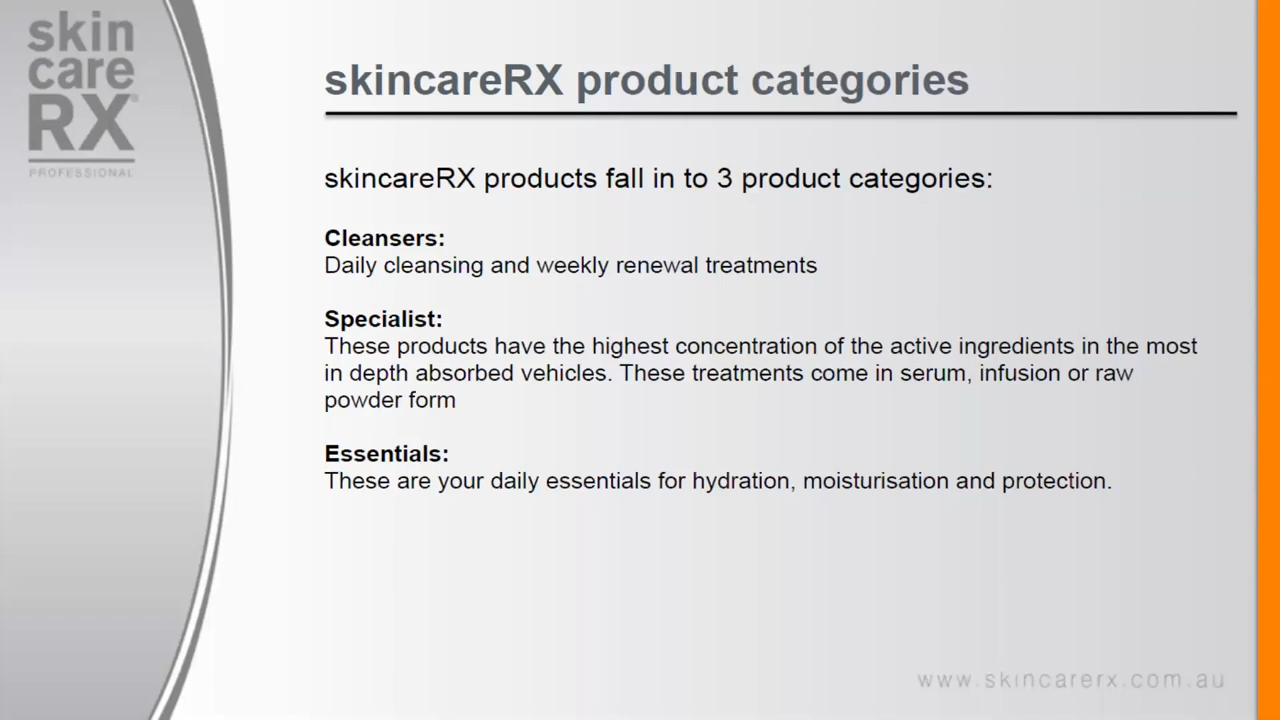 skin
care
RX®
PROFESSIONAL
skincareRX product categories
skincareRX products fall in to 3 product categories:
Cleansers:
Daily cleansing and weekly renewal treatments
Specialist:
These products have the highest concentration of the active ingredients in the most
in depth absorbed vehicles. These treatments come in serum, infusion or raw
powder form
Essentials:
These are your daily essentials for hydration, moisturisation and protection.
www.skincarerx.com.au